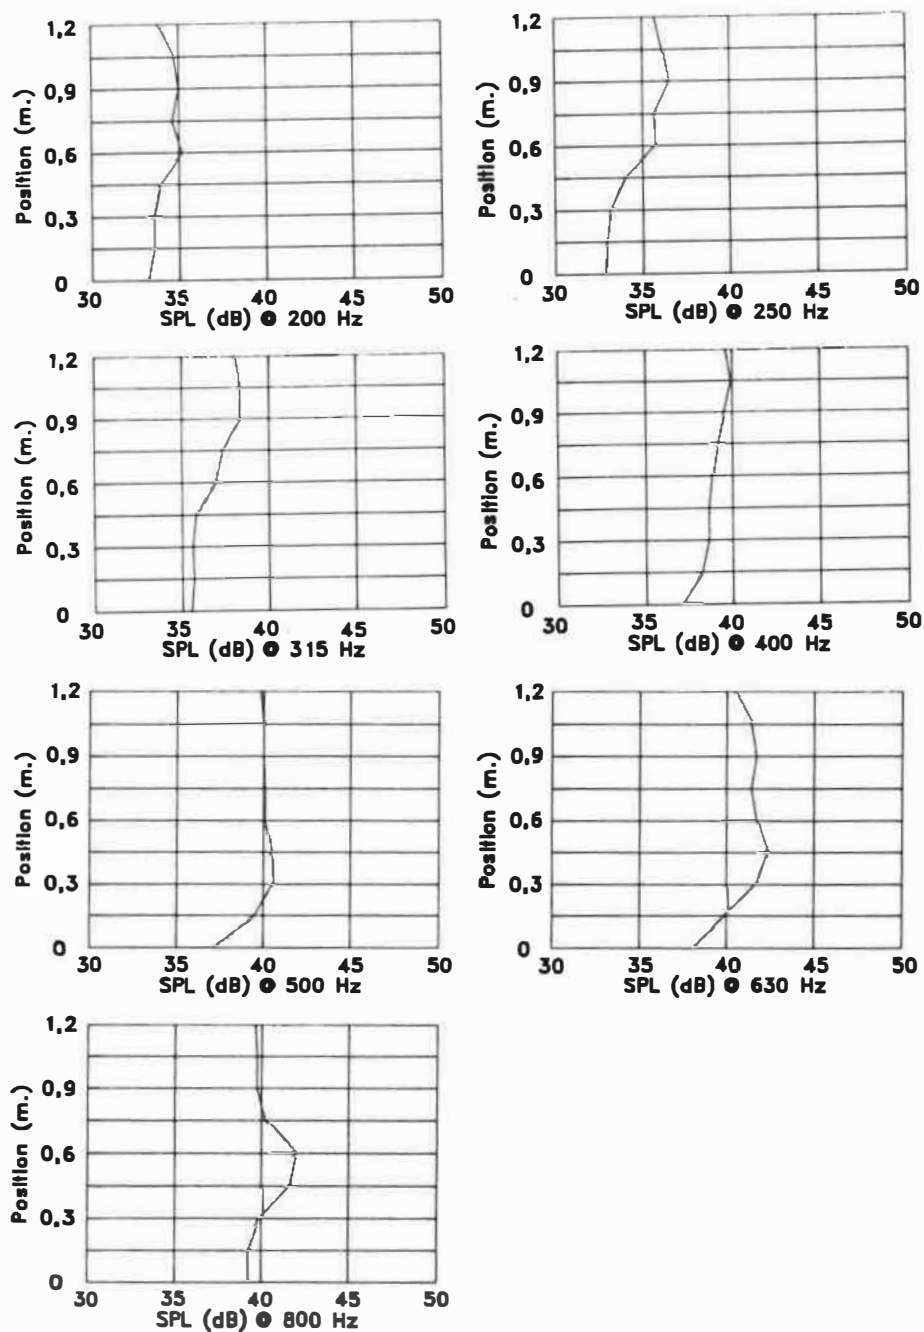 1,2
0,9
0,6
0,3
0
Position (m.)
30 35 40 45 50
SPL (dB) @ 200 Hz
1,2
0,9
0,6
0,3
0
Position (m.)
30 35 40 45 50
SPL (dB) @ 250 Hz
1,2
0,9
0,6
0,3
0
Position (m.)
30 35 40 45 50
SPL (dB) @ 315 Hz
1,2
0,9
0,6
0,3
0
Position (m.)
30 35 40 45 50
SPL (dB) @ 400 Hz
1,2
0,9
0,6
0,3
0
Position (m.)
30 35 40 45 50
SPL (dB) @ 500 Hz
1,2
0,9
0,6
0,3
0
Position (m.)
30 35 40 45 50
SPL (dB) @ 630 Hz
1,2
0,9
0,6
0,3
0
Position (m.)
30 35 40 45 50
SPL (dB) @ 800 Hz